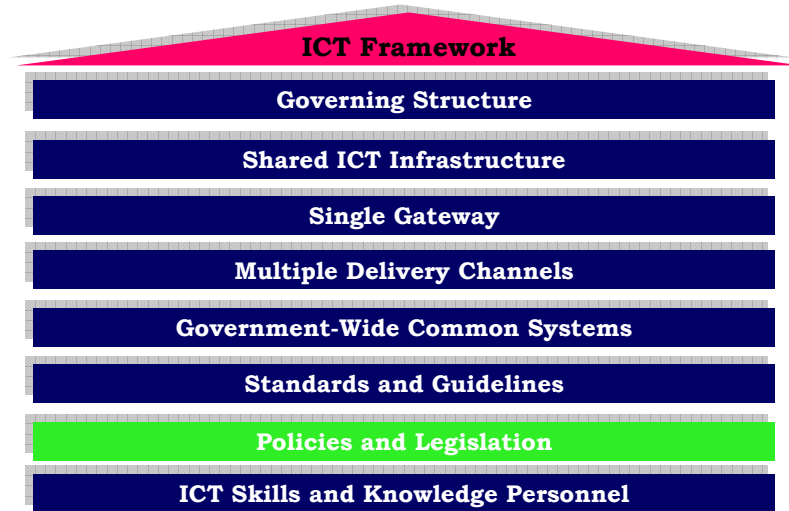 ICT Framework
Governing Structure
Shared ICT Infrastructure
Single Gateway
Multiple Delivery Channels
Government-Wide Common Systems
Standards and Guidelines
Policies and Legislation
ICT Skills and Knowledge Personnel